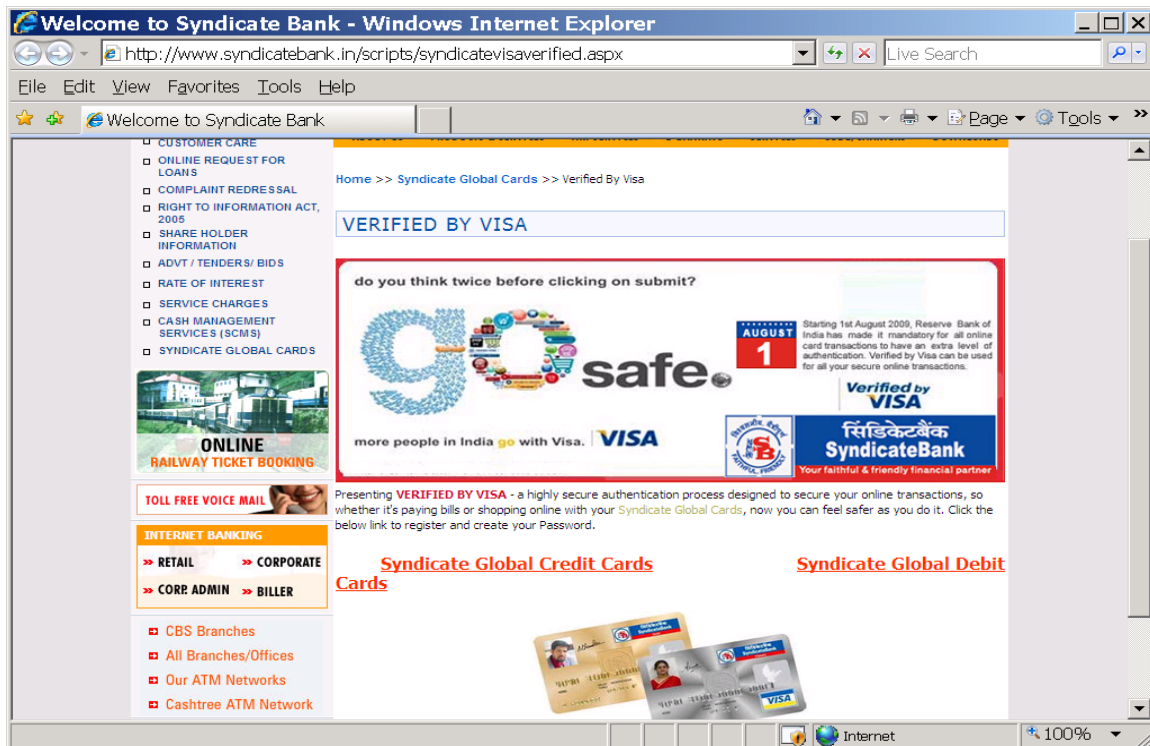 Welcome to Syndicate Bank - Windows Internet Explorer
http://www.syndicatebank.in/scripts/syndicatevisaverified.aspx
Live Search
File Edit View Favorites Tools Help
Welcome to Syndicate Bank
Page
Tools
CUSTOMER CARE
ONLINE REQUEST FOR
LOANS
COMPLAINT REDRESSAL
RIGHT TO INFORMATION ACT,
2005
SHARE HOLDER
INFORMATION
ADVT / TENDERS/ BIDS
RATE OF INTEREST
SERVICE CHARGES
CASH MANAGEMENT
SERVICES (SCMS)
SYNDICATE GLOBAL CARDS
ONLINE
RAILWAY TICKET BOOKING
TOLL FREE VOICE MAIL
INTERNET BANKING
» RETAIL » CORPORATE
» CORP. ADMIN » BILLER
CBS Branches
All Branches/Offices
Our ATM Networks
Cashtree ATM Network
Home >> Syndicate Global Cards >> Verified By Visa
VERIFIED BY VISA
do you think twice before clicking on submit?
go safe.
AUGUST
1
Starting 1st August 2009, Reserve Bank of
India has made it mandatory for all online
card transactions to have an extra level of
authentication. Verified by Visa can be used
for all your secure online transactions.
Verified by
VISA
more people in India go with Visa. VISA
सिंडिकेटबैंक
SyndicateBank
Your faithful & friendly financial partner
Presenting VERIFIED BY VISA - a highly secure authentication process designed to secure your online transactions, so
whether it's paying bills or shopping online with your Syndicate Global Cards, now you can feel safer as you do it. Click the
below link to register and create your Password.
Syndicate Global Credit Cards Syndicate Global Debit
Cards
VISA
Internet
100%